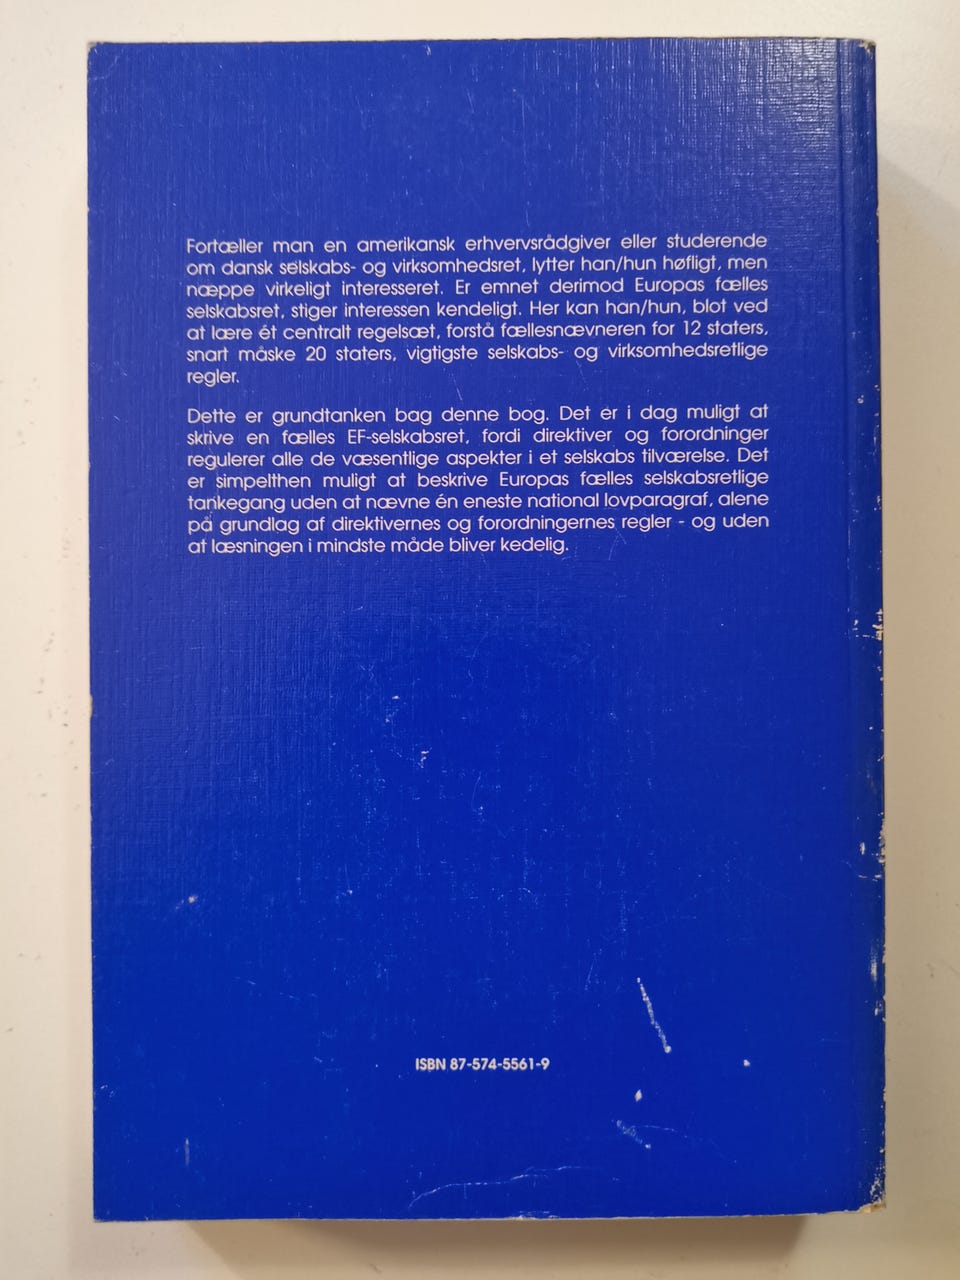 Fortæller man en amerikansk erhvervsrådgiver eller studerende
om dansk selskabs- og virksomhedsret, lytter han/hun høfligt, men
næppe virkeligt interesseret. Er emnet derimod Europas fælles
selskabsret, stiger interessen kendeligt. Her kan han/hun, blot ved
at lære ét centralt regelsæt, forstå fællesnævneren for 12 staters,
snart måske 20 staters, vigtigste selskabs- og virksomhedsretlige
regler.
Dette er grundtanken bag denne bog. Det er i dag muligt at
skrive en fælles EF-selskabsret, fordi direktiver og forordninger
regulerer alle de væsentlige aspekter i et selskabs tilværelse. Det
er simpelthen muligt at beskrive Europas fælles selskabsretlige
tankegang uden at nævne én eneste national lovparagraf, alene
på grundlag af direktivernes og forordningernes regler - og uden
at læsningen i mindste måde bliver kedelig.
ISBN 87-574-5561-9